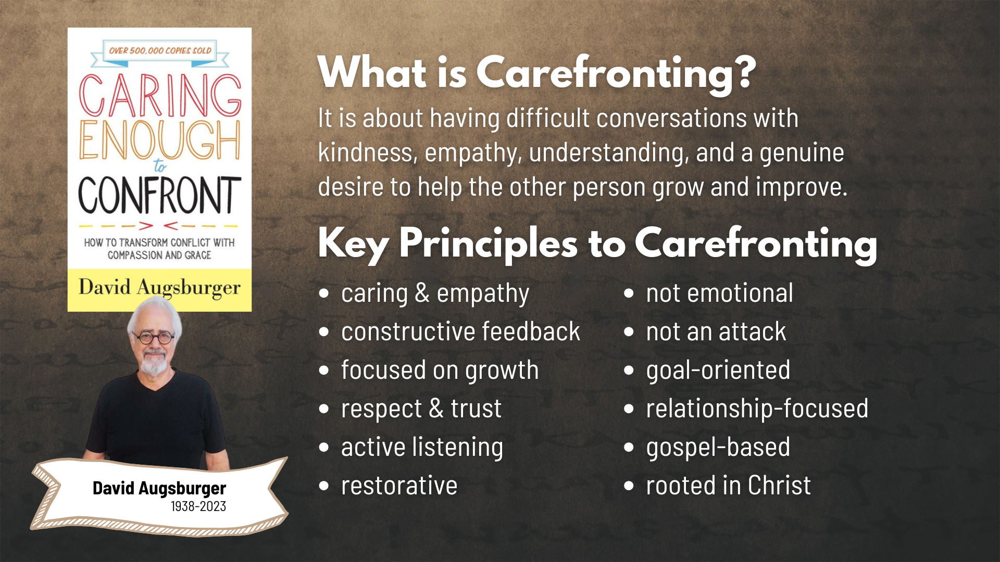 OVER 500,000 COPIES SOLD
CARING
ENOUGH
to
CONFRONT
HOW TO TRANSFORM CONFLICT WITH
COMPASSION AND GRACE
David Augsburger
David Augsburger
1938-2023
What is Carefronting?
It is about having difficult conversations with
kindness, empathy, understanding, and a genuine
desire to help the other person grow and improve.
Key Principles to Carefronting
• caring & empathy
• constructive feedback
• focused on growth
• respect & trust
• active listening
• restorative
• not emotional
• not an attack
• goal-oriented
• relationship-focused
• gospel-based
• rooted in Christ